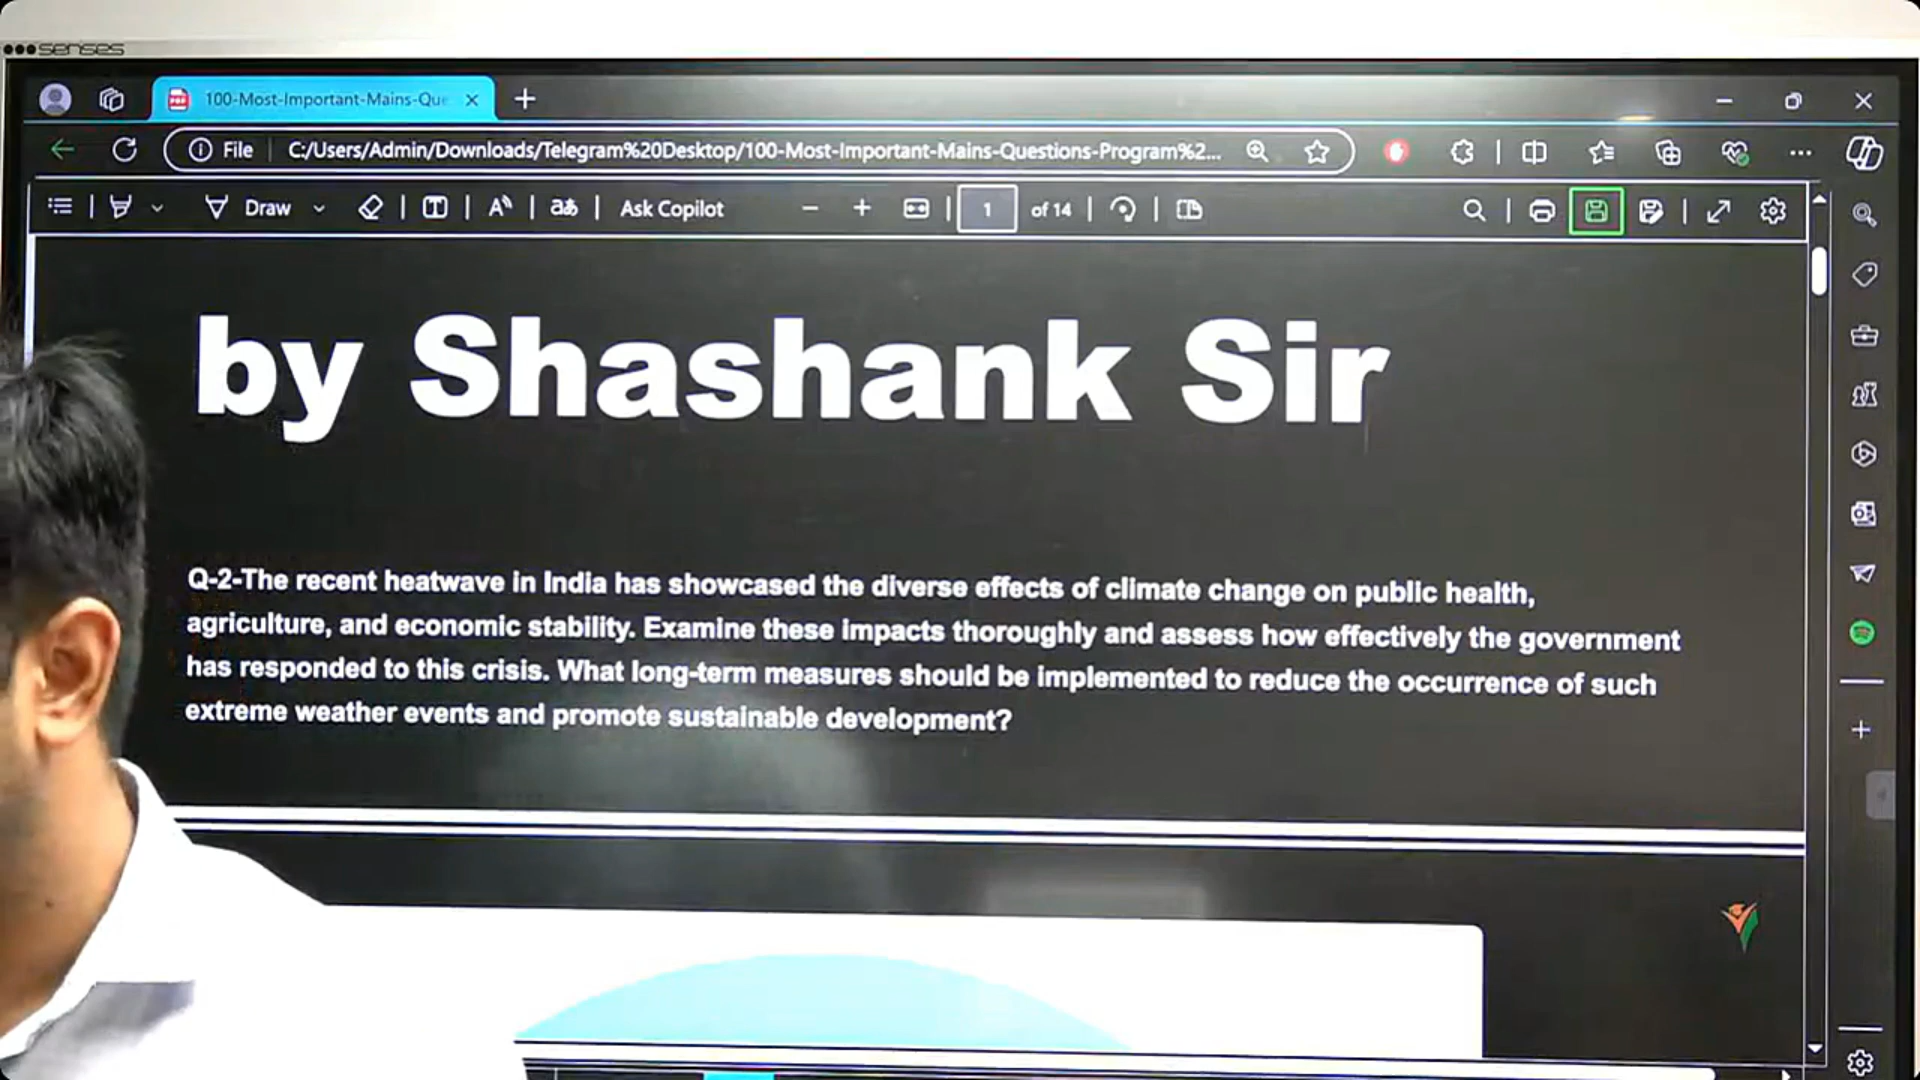 senses
100-Most-Important-Mains-Que
File
C:/Users/Admin/Downloads/Telegram%20Desktop/100-Most-Important-Mains-Questions-Program%2...
Draw
Ask Copilot
1
of 14
by Shashank Sir
Q-2-The recent heatwave in India has showcased the diverse effects of climate change on public health,
agriculture, and economic stability. Examine these impacts thoroughly and assess how effectively the government
has responded to this crisis. What long-term measures should be implemented to reduce the occurrence of such
extreme weather events and promote sustainable development?